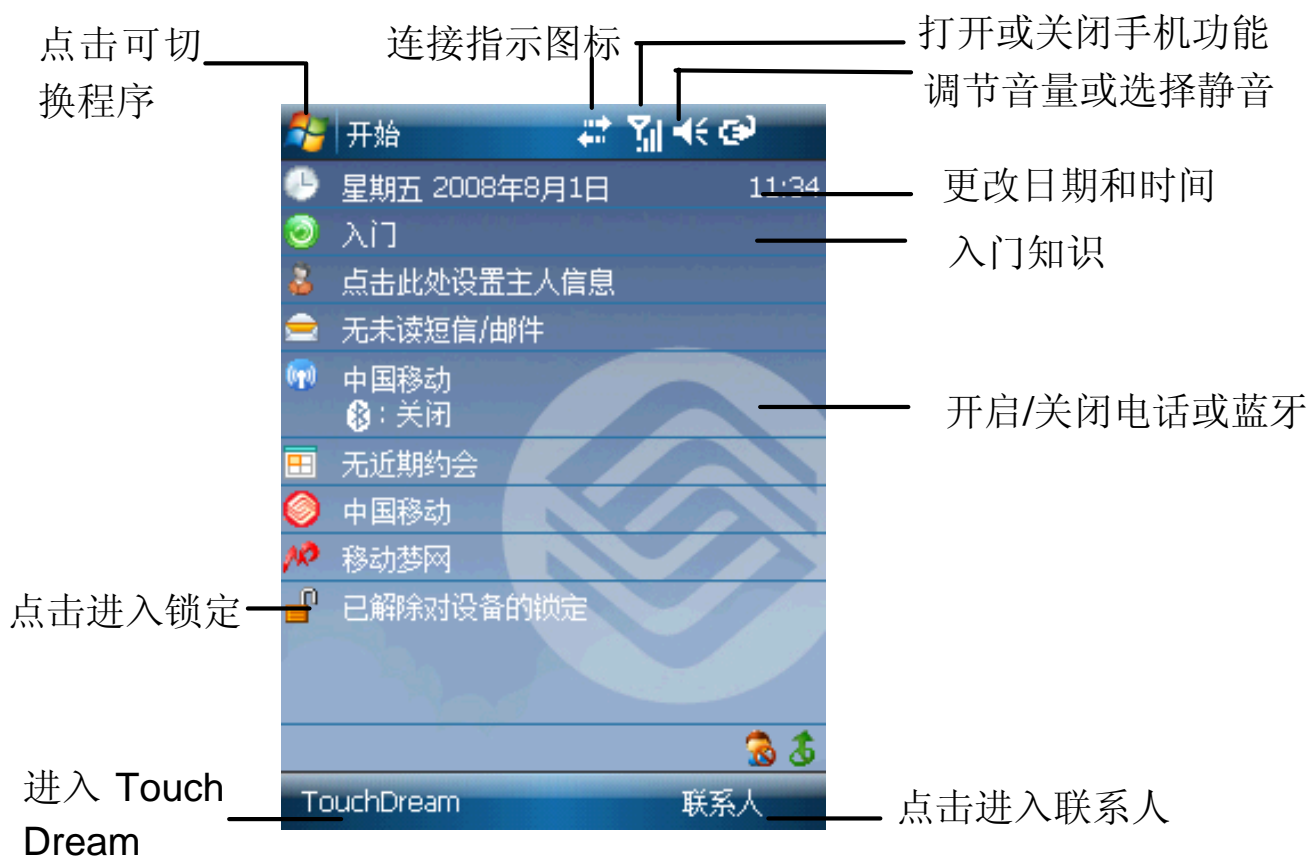 点击可切
换程序
连接指示图标
打开或关闭手机功能
调节音量或选择静音
开始
星期五 2008年8月1日 11:34
更改日期和时间
入门
入门知识
点击此处设置主人信息
无未读短信/邮件
中国移动
：关闭
开启/关闭电话或蓝牙
无近期约会
中国移动
移动梦网
点击进入锁定
已解除对设备的锁定
进入 Touch
Dream
TouchDream
联系人
点击进入联系人